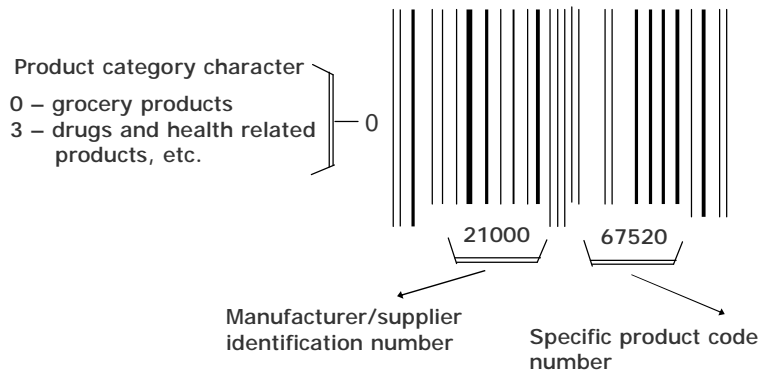 Product category character
0 – grocery products
3 – drugs and health related
products, etc.
0
21000
67520
Manufacturer/supplier
identification number
Specific product code
number